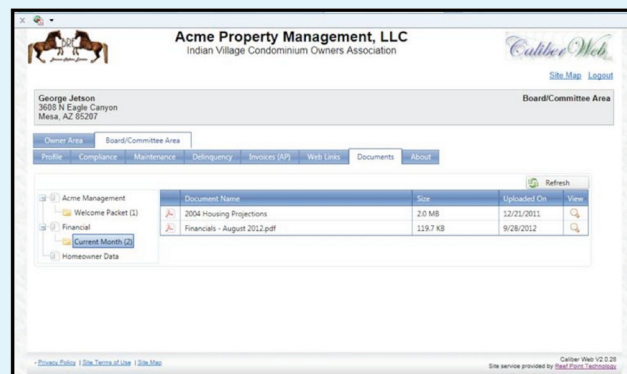 BRE
Acme Property Management, LLC
Indian Village Condominium Owners Association
Caliber Web
Site Map Logout
George Jetson
3608 N Eagle Canyon
Mesa, AZ 85207
Board/Committee Area
Owner Area Board/Committee Area
Profile Compliance Maintenance Delinquency Invoices (AP) Web Links Documents About
Refresh
Acme Management
Welcome Packet (1)
Financial
Current Month (2)
Homeowner Data
Document Name Size Uploaded On View
2004 Housing Projections 2.0 MB 12/21/2011
Financials - August 2012.pdf 119.7 KB 9/28/2012
- Privacy Policy | Site Terms of Use | Site Map
Caliber Web V2.0.28
Site service provided by Reef Point Technology